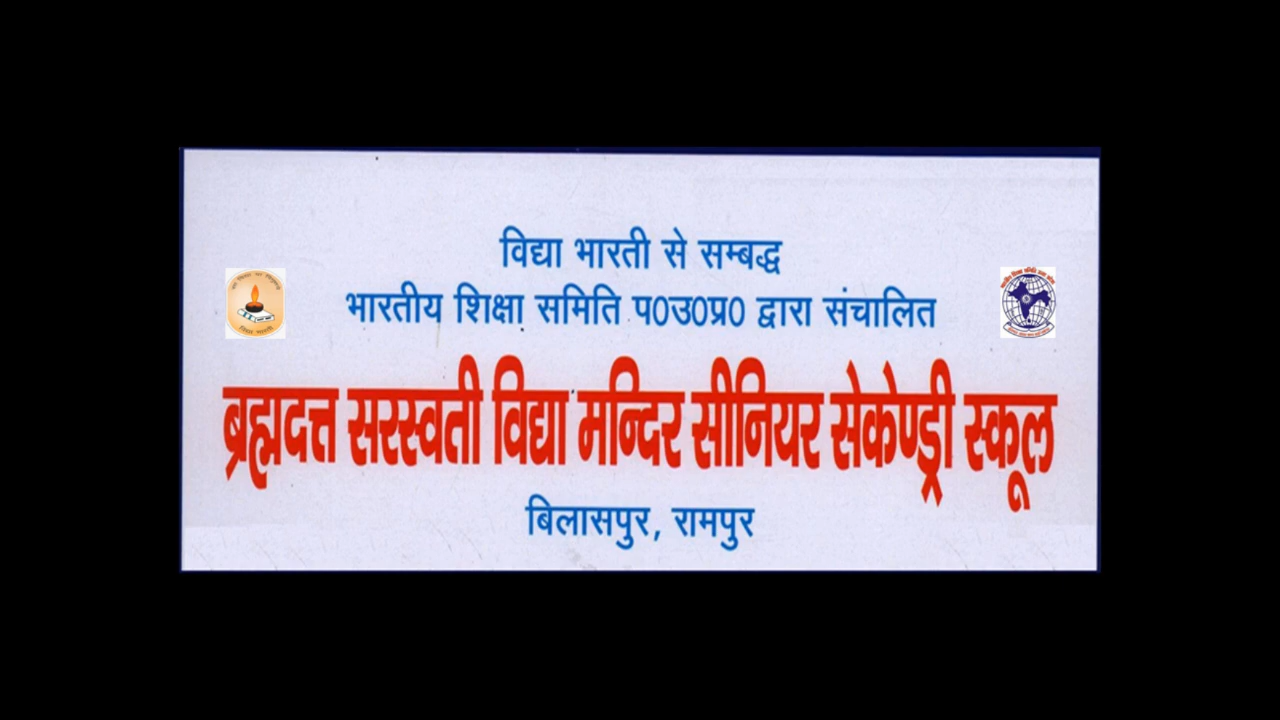 विद्या भारती से सम्बद्ध
भारतीय शिक्षा समिति प0उ0प्र0 द्वारा संचालित
ब्रह्मदत्त सरस्वती विद्या मन्दिर सीनियर सेकेण्ड्री स्कूल
बिलासपुर, रामपुर